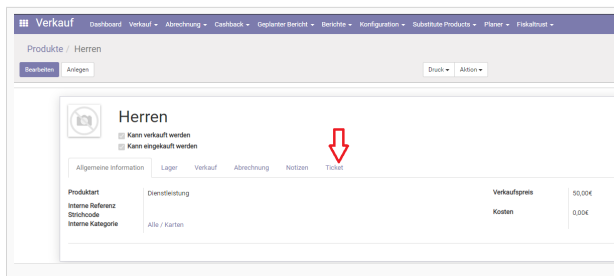 Verkauf Dashboard Verkauf Abrechnung Cashback Geplanter Bericht Berichte Konfiguration Substitute Products Planer Fiskaltrust
Produkte / Herren
Bearbeiten Anlegen Druck Aktion
Herren
Kann verkauft werden
Kann eingekauft werden
Allgemeine Information Lager Verkauf Abrechnung Notizen Ticket
Produktart Dienstleistung Verkaufspreis 50,00€
Interne Referenz
Strichcode Kosten 0,00€
Interne Kategorie Alle / Karten